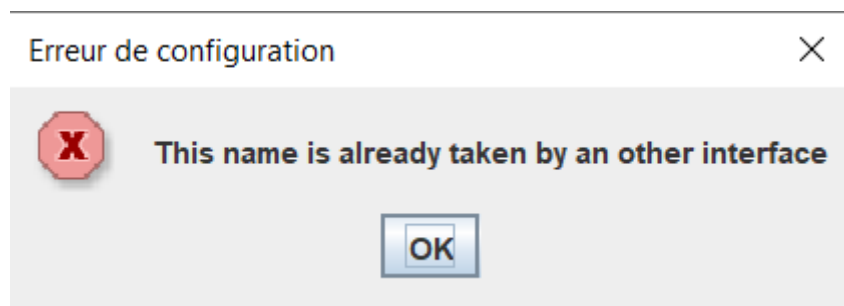 Erreur de configuration
This name is already taken by an other interface
OK